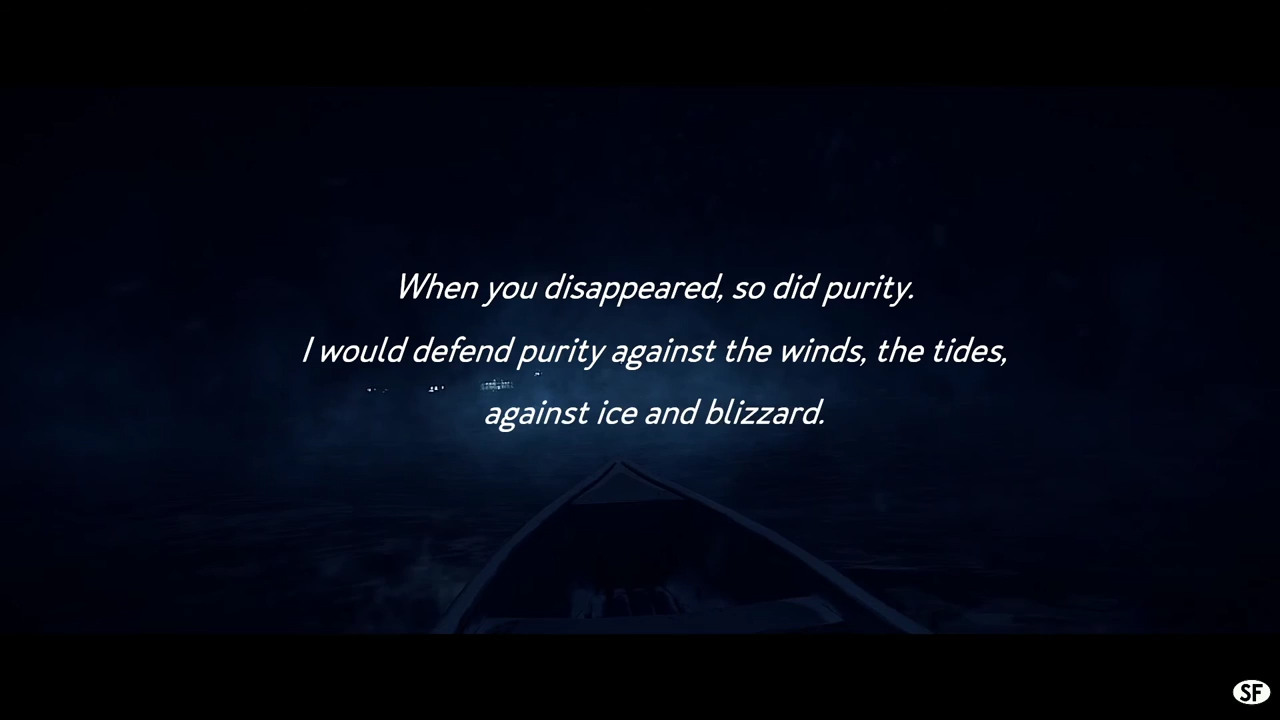 When you disappeared, so did purity.
I would defend purity against the winds, the tides,
against ice and blizzard.
SF